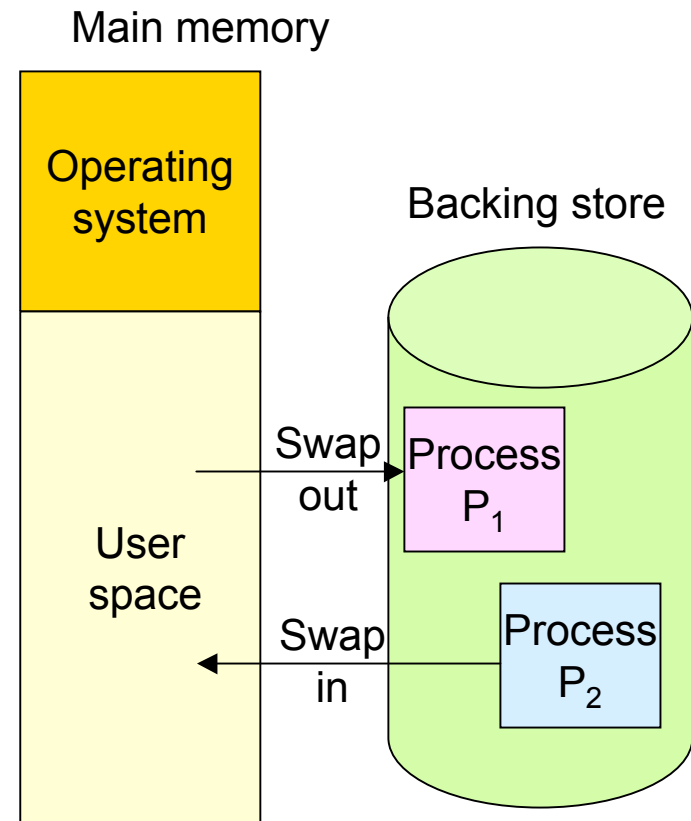 Main memory
Operating
system
Backing store
Swap
out
Process
P₁
User
space
Swap
in
Process
P₂